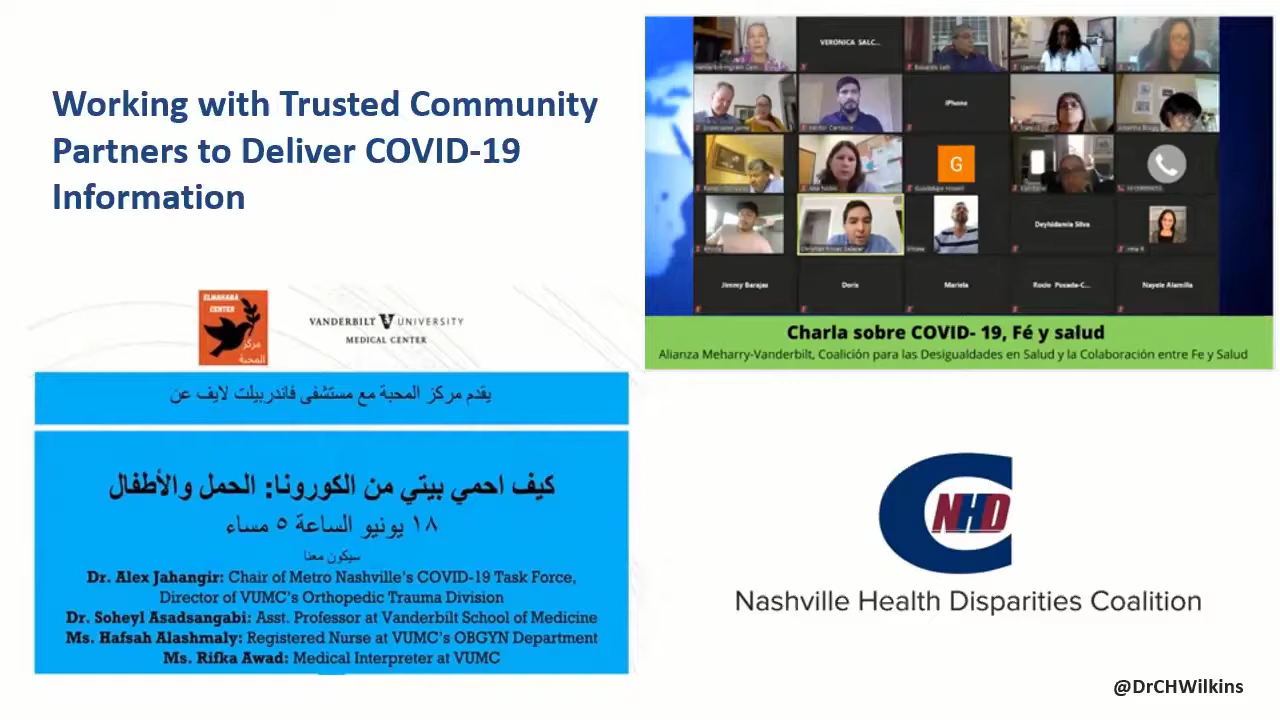 Working with Trusted Community
Partners to Deliver COVID-19
Information
ELMAHABA
CENTER
مركز
المحبة
VANDERBILT UNIVERSITY
MEDICAL CENTER
يقدم مركز المحبة مع مستشفى فاندربيلت لايف عن
كيف احمي بيتي من الكورونا: الحمل والأطفال
١٨ يونيو الساعة ٥ مساء
سيكون معنا
Dr. Alex Jahangir: Chair of Metro Nashville's COVID-19 Task Force,
Director of VUMC's Orthopedic Trauma Division
Dr. Soheyl Asadsangabi: Asst. Professor at Vanderbilt School of Medicine
Ms. Hafsah Alashmaly: Registered Nurse at VUMC's OBGYN Department
Ms. Rifka Awad: Medical Interpreter at VUMC
VERONICA SALC...
iPhone
G
Deyhidamia Silva
Jimmy Barajas
Doris
Mariela
Rocio Posada-C...
Nayele Alamilla
Charla sobre COVID- 19, Fé y salud
Alianza Meharry-Vanderbilt, Coalición para las Desigualdades en Salud y la Colaboración entre Fe y Salud
NHD
Nashville Health Disparities Coalition
@DrCHWilkins